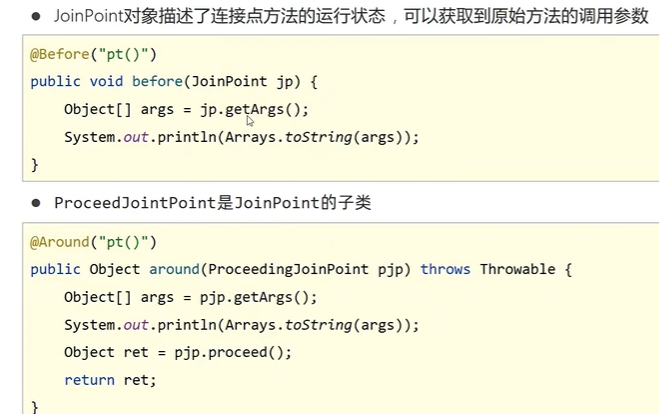 ● JoinPoint对象描述了连接点方法的运行状态，可以获取到原始方法的调用参数
@Before("pt()")
public void before(JoinPoint jp) {
    Object[] args = jp.getArgs();
    System.out.println(Arrays.toString(args));
}
● ProceedJointPoint是JoinPoint的子类
@Around("pt()")
public Object around(ProceedingJoinPoint pjp) throws Throwable {
    Object[] args = pjp.getArgs();
    System.out.println(Arrays.toString(args));
    Object ret = pjp.proceed();
    return ret;
}